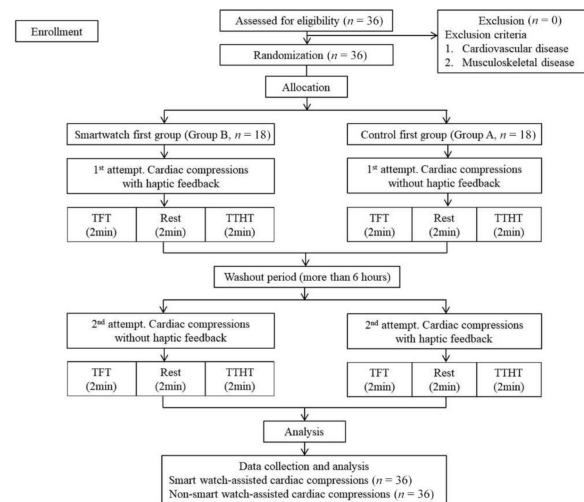 Enrollment
Assessed for eligibility (n = 36)
Exclusion (n = 0)
Exclusion criteria
1. Cardiovascular disease
2. Musculoskeletal disease
Randomization (n = 36)
Allocation
Smartwatch first group (Group B, n = 18)
Control first group (Group A, n = 18)
1st attempt. Cardiac compressions
with haptic feedback
1st attempt. Cardiac compressions
without haptic feedback
TFT Rest TTHT
(2min) (2min) (2min)
TFT Rest TTHT
(2min) (2min) (2min)
Washout period (more than 6 hours)
2nd attempt. Cardiac compressions
without haptic feedback
2nd attempt. Cardiac compressions
with haptic feedback
TFT Rest TTHT
(2min) (2min) (2min)
TFT Rest TTHT
(2min) (2min) (2min)
Analysis
Data collection and analysis
Smart watch-assisted cardiac compressions (n = 36)
Non-smart watch-assisted cardiac compressions (n = 36)